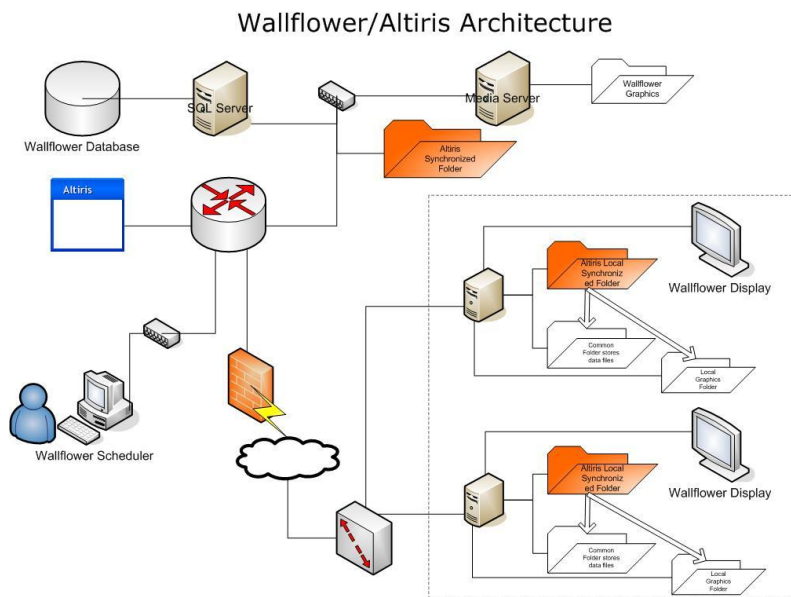 Wallflower/Altiris Architecture
SQL Server
Media Server
Wallflower
Graphics
Wallflower Database
Altiris
Synchronized
Folder
Altiris
Altiris Local
Synchroniz
ed Folder
Wallflower Display
Common
Folder stores
data files
Local
Graphics
Folder
Wallflower Scheduler
Altiris Local
Synchroniz
ed Folder
Wallflower Display
Common
Folder stores
data files
Local
Graphics
Folder